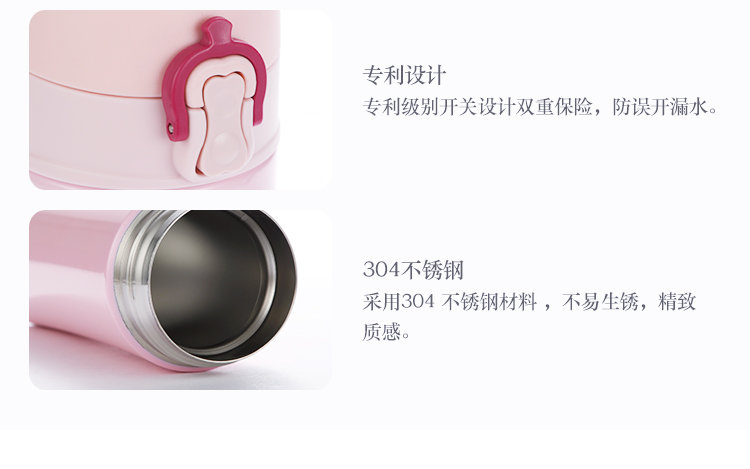 专利设计
专利级别开关设计双重保险，防误开漏水。
304不锈钢
采用304 不锈钢材料 ，不易生锈，精致
质感。